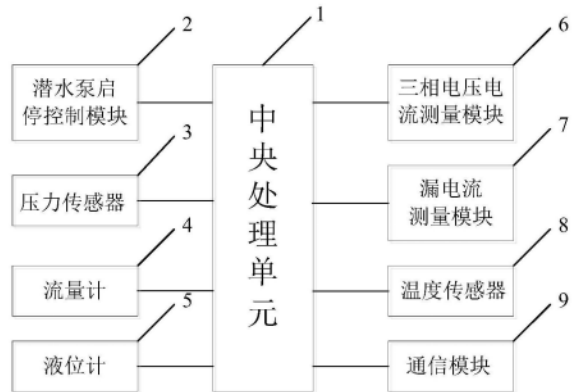 2
1
6
潜水泵启
停控制模块
中央处理单元
三相电压电
流测量模块
3
7
压力传感器
漏电流
测量模块
4
8
流量计
温度传感器
5
9
液位计
通信模块